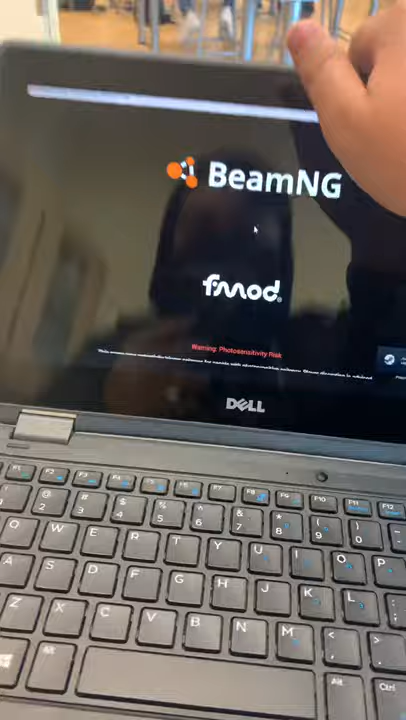 BeamNG
fmod
Warning: Photosensitivity Risk
DELL
F1 F2 F3 F4 F5 F6 F7 F8 F9 F10 F11 F12
@ # $ % ^ & * ( )
2 3 4 5 6 7 8 9 0
Q W E R T Y U I O P
A S D F G H J K L
Z X C V B N M < >
Alt Alt Ctrl